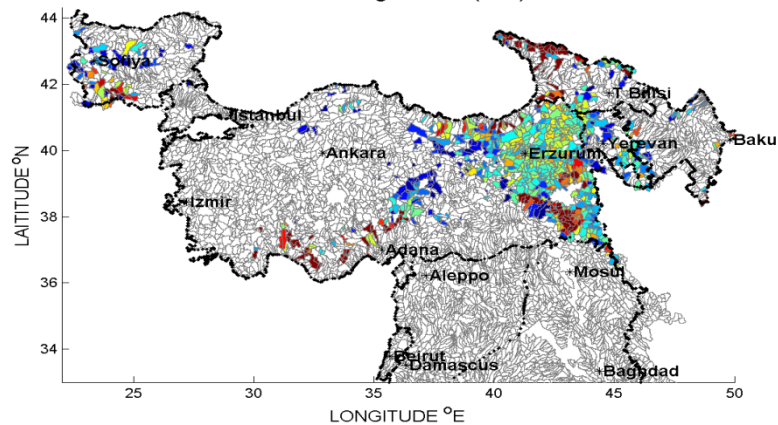 44
42
40
38
36
34
LAITITUDE °N
Sofiya
T.Bilisi
Istanbul
Ankara
Erzurum
Yerevan
Baku
Izmir
Adana
Aleppo
Mosul
Beirut
Damascus
Baghdad
25
30
35
40
45
50
LONGITUDE °E